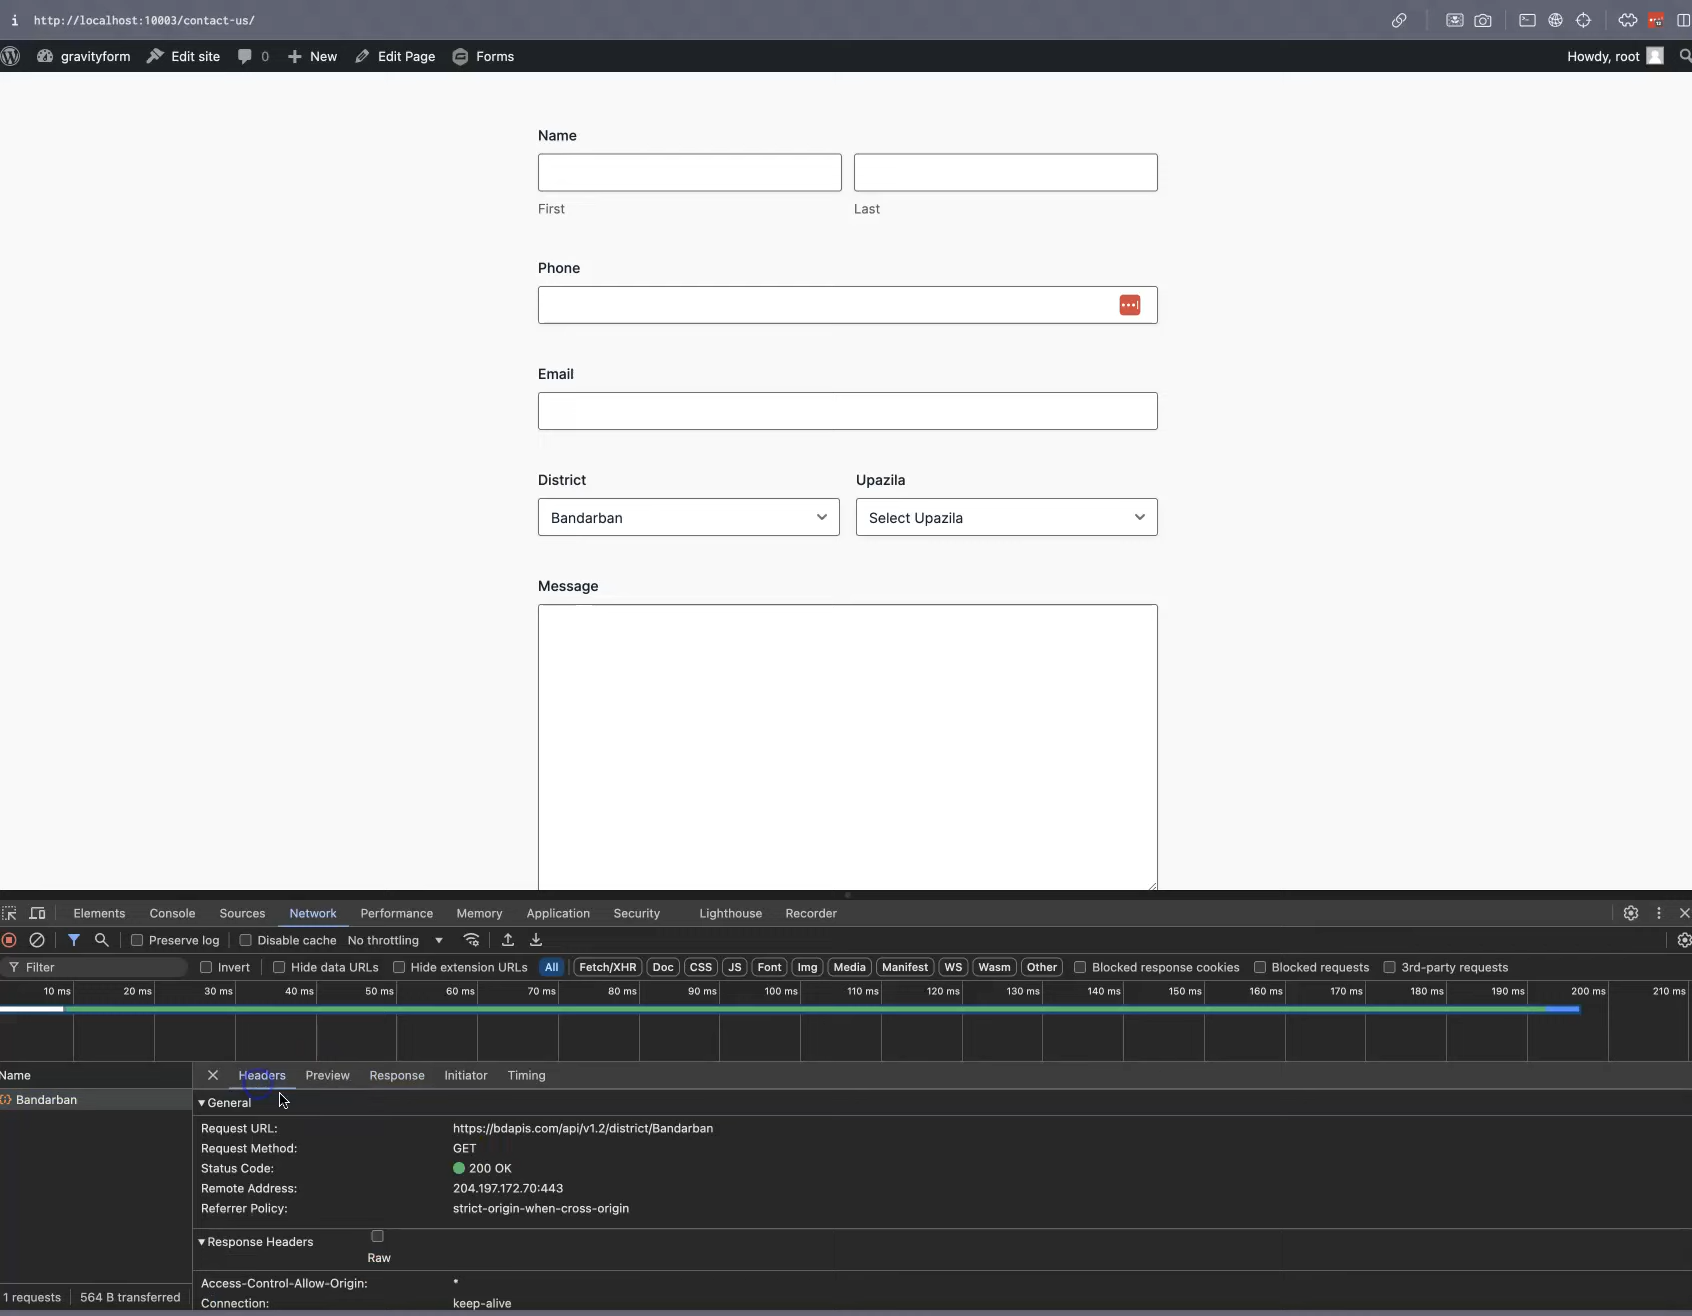 i http://localhost:10003/contact-us/
gravityform Edit site 0 New Edit Page Forms Howdy, root
Name
First Last
Phone
Email
District Upazila
Bandarban Select Upazila
Message
Elements Console Sources Network Performance Memory Application Security Lighthouse Recorder
Preserve log Disable cache No throttling
Filter Invert Hide data URLs Hide extension URLs All Fetch/XHR Doc CSS JS Font Img Media Manifest WS Wasm Other Blocked response cookies Blocked requests 3rd-party requests
10 ms 20 ms 30 ms 40 ms 50 ms 60 ms 70 ms 80 ms 90 ms 100 ms 110 ms 120 ms 130 ms 140 ms 150 ms 160 ms 170 ms 180 ms 190 ms 200 ms 210 ms
Name Headers Preview Response Initiator Timing
Bandarban
General
Request URL: https://bdapis.com/api/v1.2/district/Bandarban
Request Method: GET
Status Code: 200 OK
Remote Address: 204.197.172.70:443
Referrer Policy: strict-origin-when-cross-origin
Response Headers
Raw
Access-Control-Allow-Origin: *
Connection: keep-alive
1 requests 564 B transferred